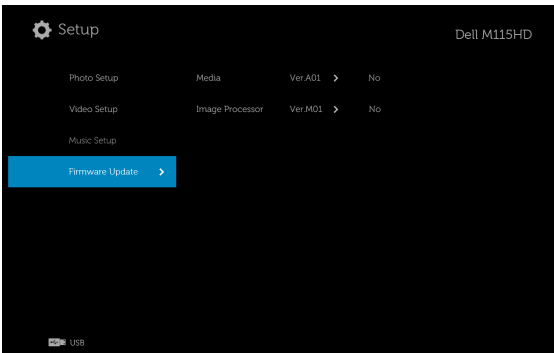 Setup
Dell M115HD
Photo Setup Media Ver.A01 > No
Video Setup Image Processor Ver.M01 > No
Music Setup
Firmware Update >
USB